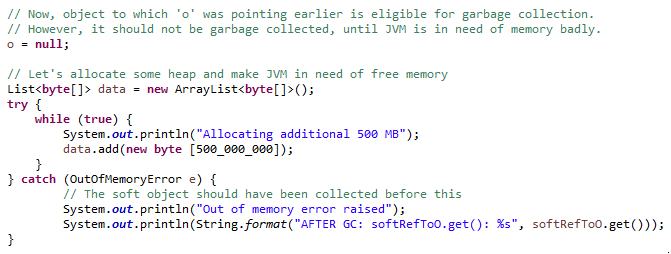 // Now, object to which 'o' was pointing earlier is eligible for garbage collection.
// However, it should not be garbage collected, until JVM is in need of memory badly.
o = null;
// Let's allocate some heap and make JVM in need of free memory
List<byte[]> data = new ArrayList<byte[]>();
try {
    while (true) {
        System.out.println("Allocating additional 500 MB");
        data.add(new byte [500_000_000]);
    }
} catch (OutOfMemoryError e) {
        // The soft object should have been collected before this
        System.out.println("Out of memory error raised");
        System.out.println(String.format("AFTER GC: softRefToO.get(): %s", softRefToO.get()));
}